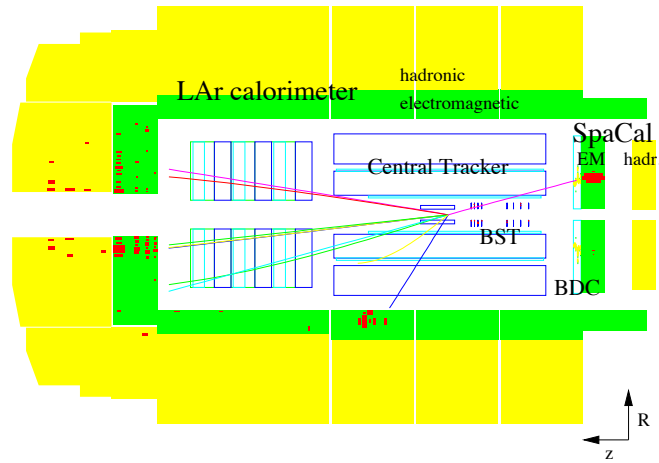 LAr calorimeter
hadronic
electromagnetic
SpaCal
EM hadr
Central Tracker
BST
BDC
R
z